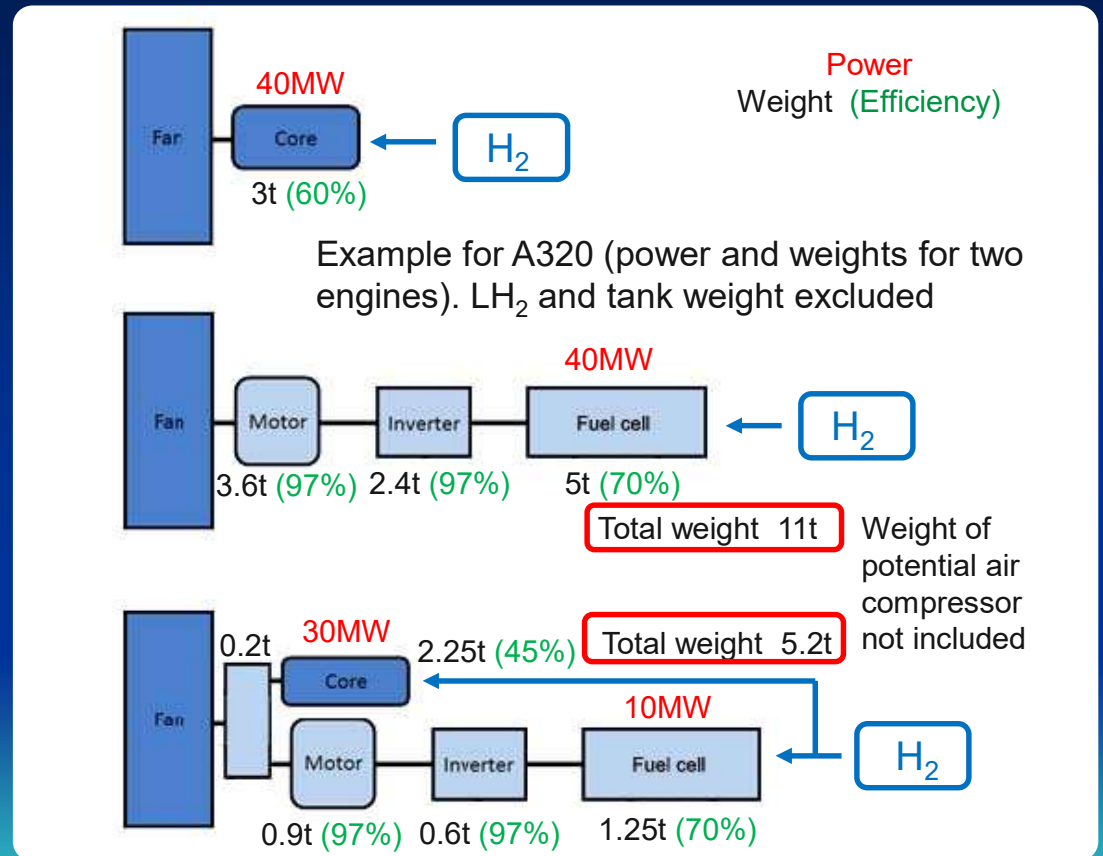 40MW
Power
Weight (Efficiency)
Fan
Core
H₂
3t (60%)
Example for A320 (power and weights for two
engines). LH₂ and tank weight excluded
40MW
Fan
Motor
Inverter
Fuel cell
H₂
3.6t (97%)
2.4t (97%)
5t (70%)
Total weight 11t
Weight of
potential air
compressor
not included
0.2t
30MW
2.25t (45%)
Total weight 5.2t
Core
10MW
Fan
Motor
Inverter
Fuel cell
H₂
0.9t (97%)
0.6t (97%)
1.25t (70%)